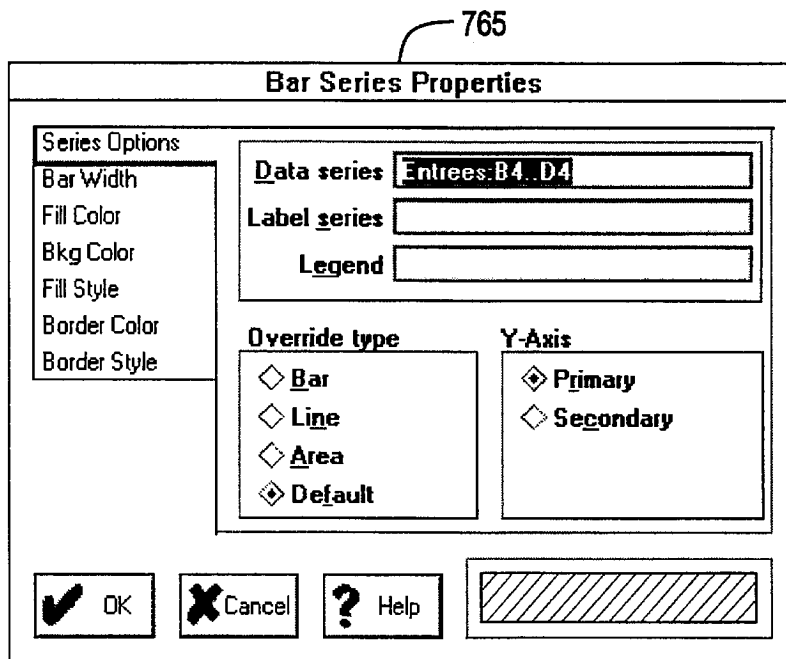 765
Bar Series Properties
Series Options
Bar Width
Fill Color
Bkg Color
Fill Style
Border Color
Border Style
Data series Entrees:B4..D4
Label series
Legend
Override type
Bar
Line
Area
Default
Y-Axis
Primary
Secondary
OK
Cancel
? Help